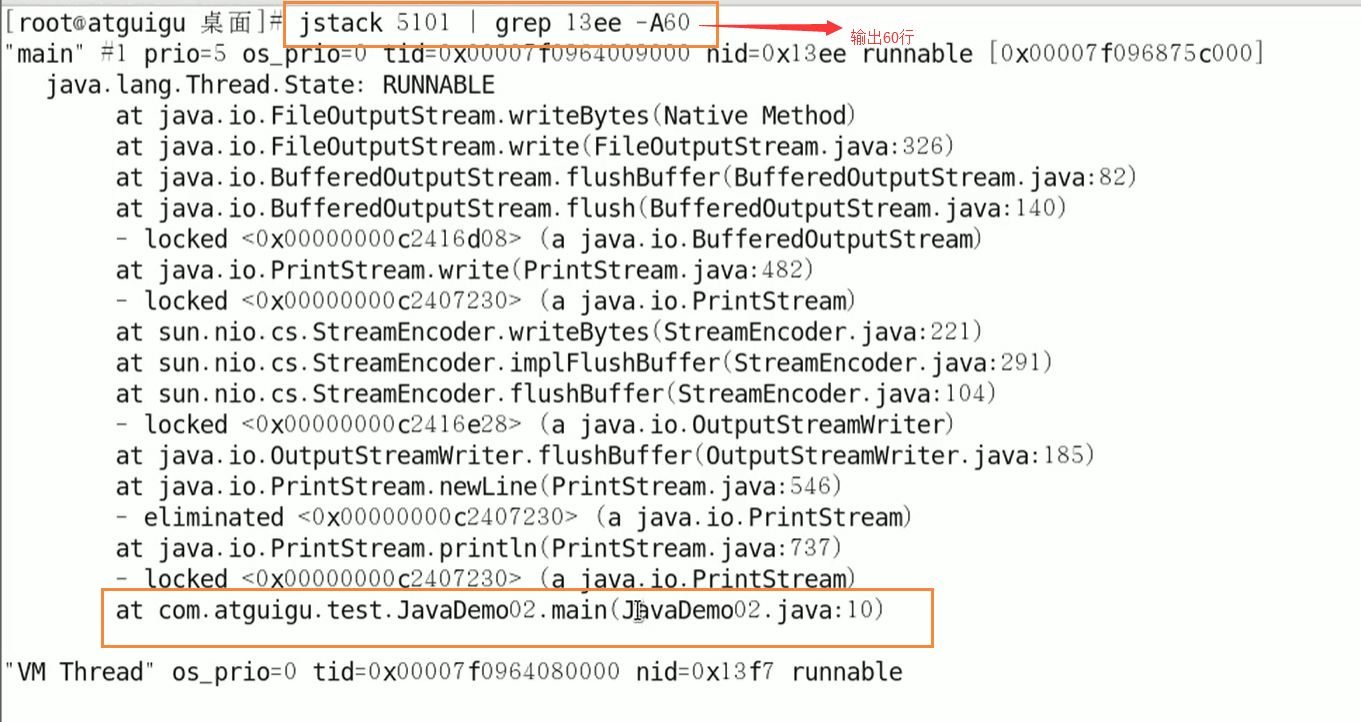 [root@atguigu 桌面]# jstack 5101 | grep 13ee -A60
输出60行
"main" #1 prio=5 os_prio=0 tid=0x00007f0964009000 nid=0x13ee runnable [0x00007f096875c000]
java.lang.Thread.State: RUNNABLE
at java.io.FileOutputStream.writeBytes(Native Method)
at java.io.FileOutputStream.write(FileOutputStream.java:326)
at java.io.BufferedOutputStream.flushBuffer(BufferedOutputStream.java:82)
at java.io.BufferedOutputStream.flush(BufferedOutputStream.java:140)
- locked <0x00000000c2416d08> (a java.io.BufferedOutputStream)
at java.io.PrintStream.write(PrintStream.java:482)
- locked <0x00000000c2407230> (a java.io.PrintStream)
at sun.nio.cs.StreamEncoder.writeBytes(StreamEncoder.java:221)
at sun.nio.cs.StreamEncoder.implFlushBuffer(StreamEncoder.java:291)
at sun.nio.cs.StreamEncoder.flushBuffer(StreamEncoder.java:104)
- locked <0x00000000c2416e28> (a java.io.OutputStreamWriter)
at java.io.OutputStreamWriter.flushBuffer(OutputStreamWriter.java:185)
at java.io.PrintStream.newLine(PrintStream.java:546)
- eliminated <0x00000000c2407230> (a java.io.PrintStream)
at java.io.PrintStream.println(PrintStream.java:737)
- locked <0x00000000c2407230> (a java.io.PrintStream)
at com.atguigu.test.JavaDemo02.main(JavaDemo02.java:10)
"VM Thread" os_prio=0 tid=0x00007f0964080000 nid=0x13f7 runnable